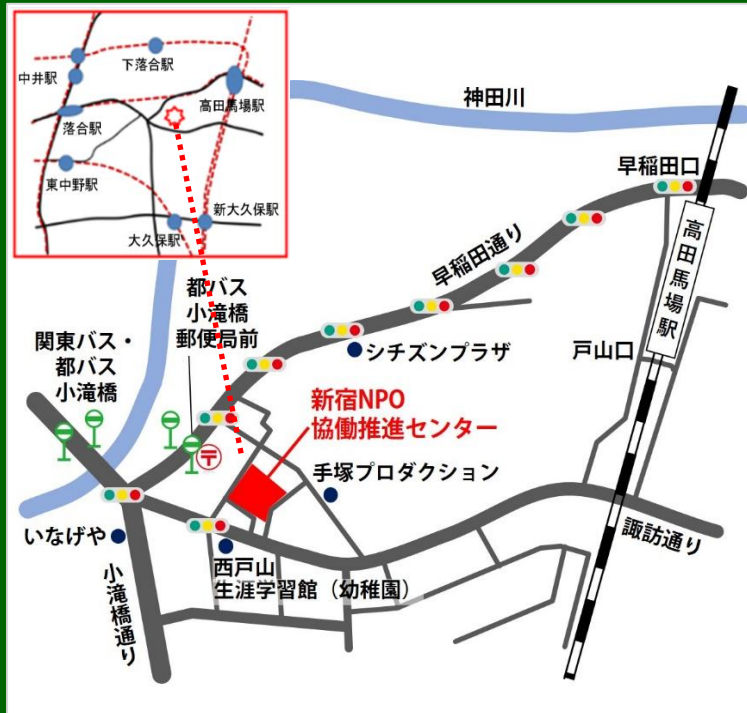 中井駅
下落合駅
高田馬場駅
落合駅
東中野駅
新大久保駅
大久保駅
神田川
早稲田口
高田馬場駅
早稲田通り
都バス
小滝橋
郵便局前
関東バス・
都バス
小滝橋
シチズンプラザ
戸山口
新宿NPO
協働推進センター
手塚プロダクション
諏訪通り
いなげや
西戸山
生涯学習館（幼稚園）
小滝橋通り